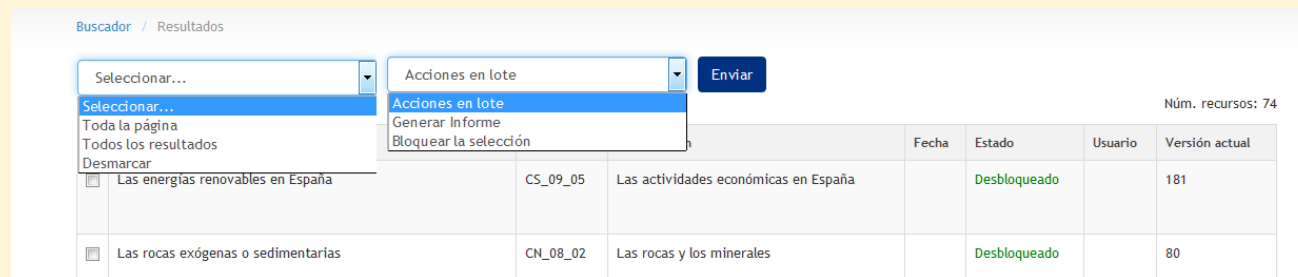 Buscador / Resultados
Seleccionar...
Acciones en lote
Enviar
Seleccionar...
Toda la página
Todos los resultados
Desmarcar
Acciones en lote
Generar Informe
Bloquear la selección
Núm. recursos: 74
Fecha Estado Usuario Versión actual
Las energías renovables en España CS_09_05 Las actividades económicas en España Desbloqueado 181
Las rocas exógenas o sedimentarias CN_08_02 Las rocas y los minerales Desbloqueado 80